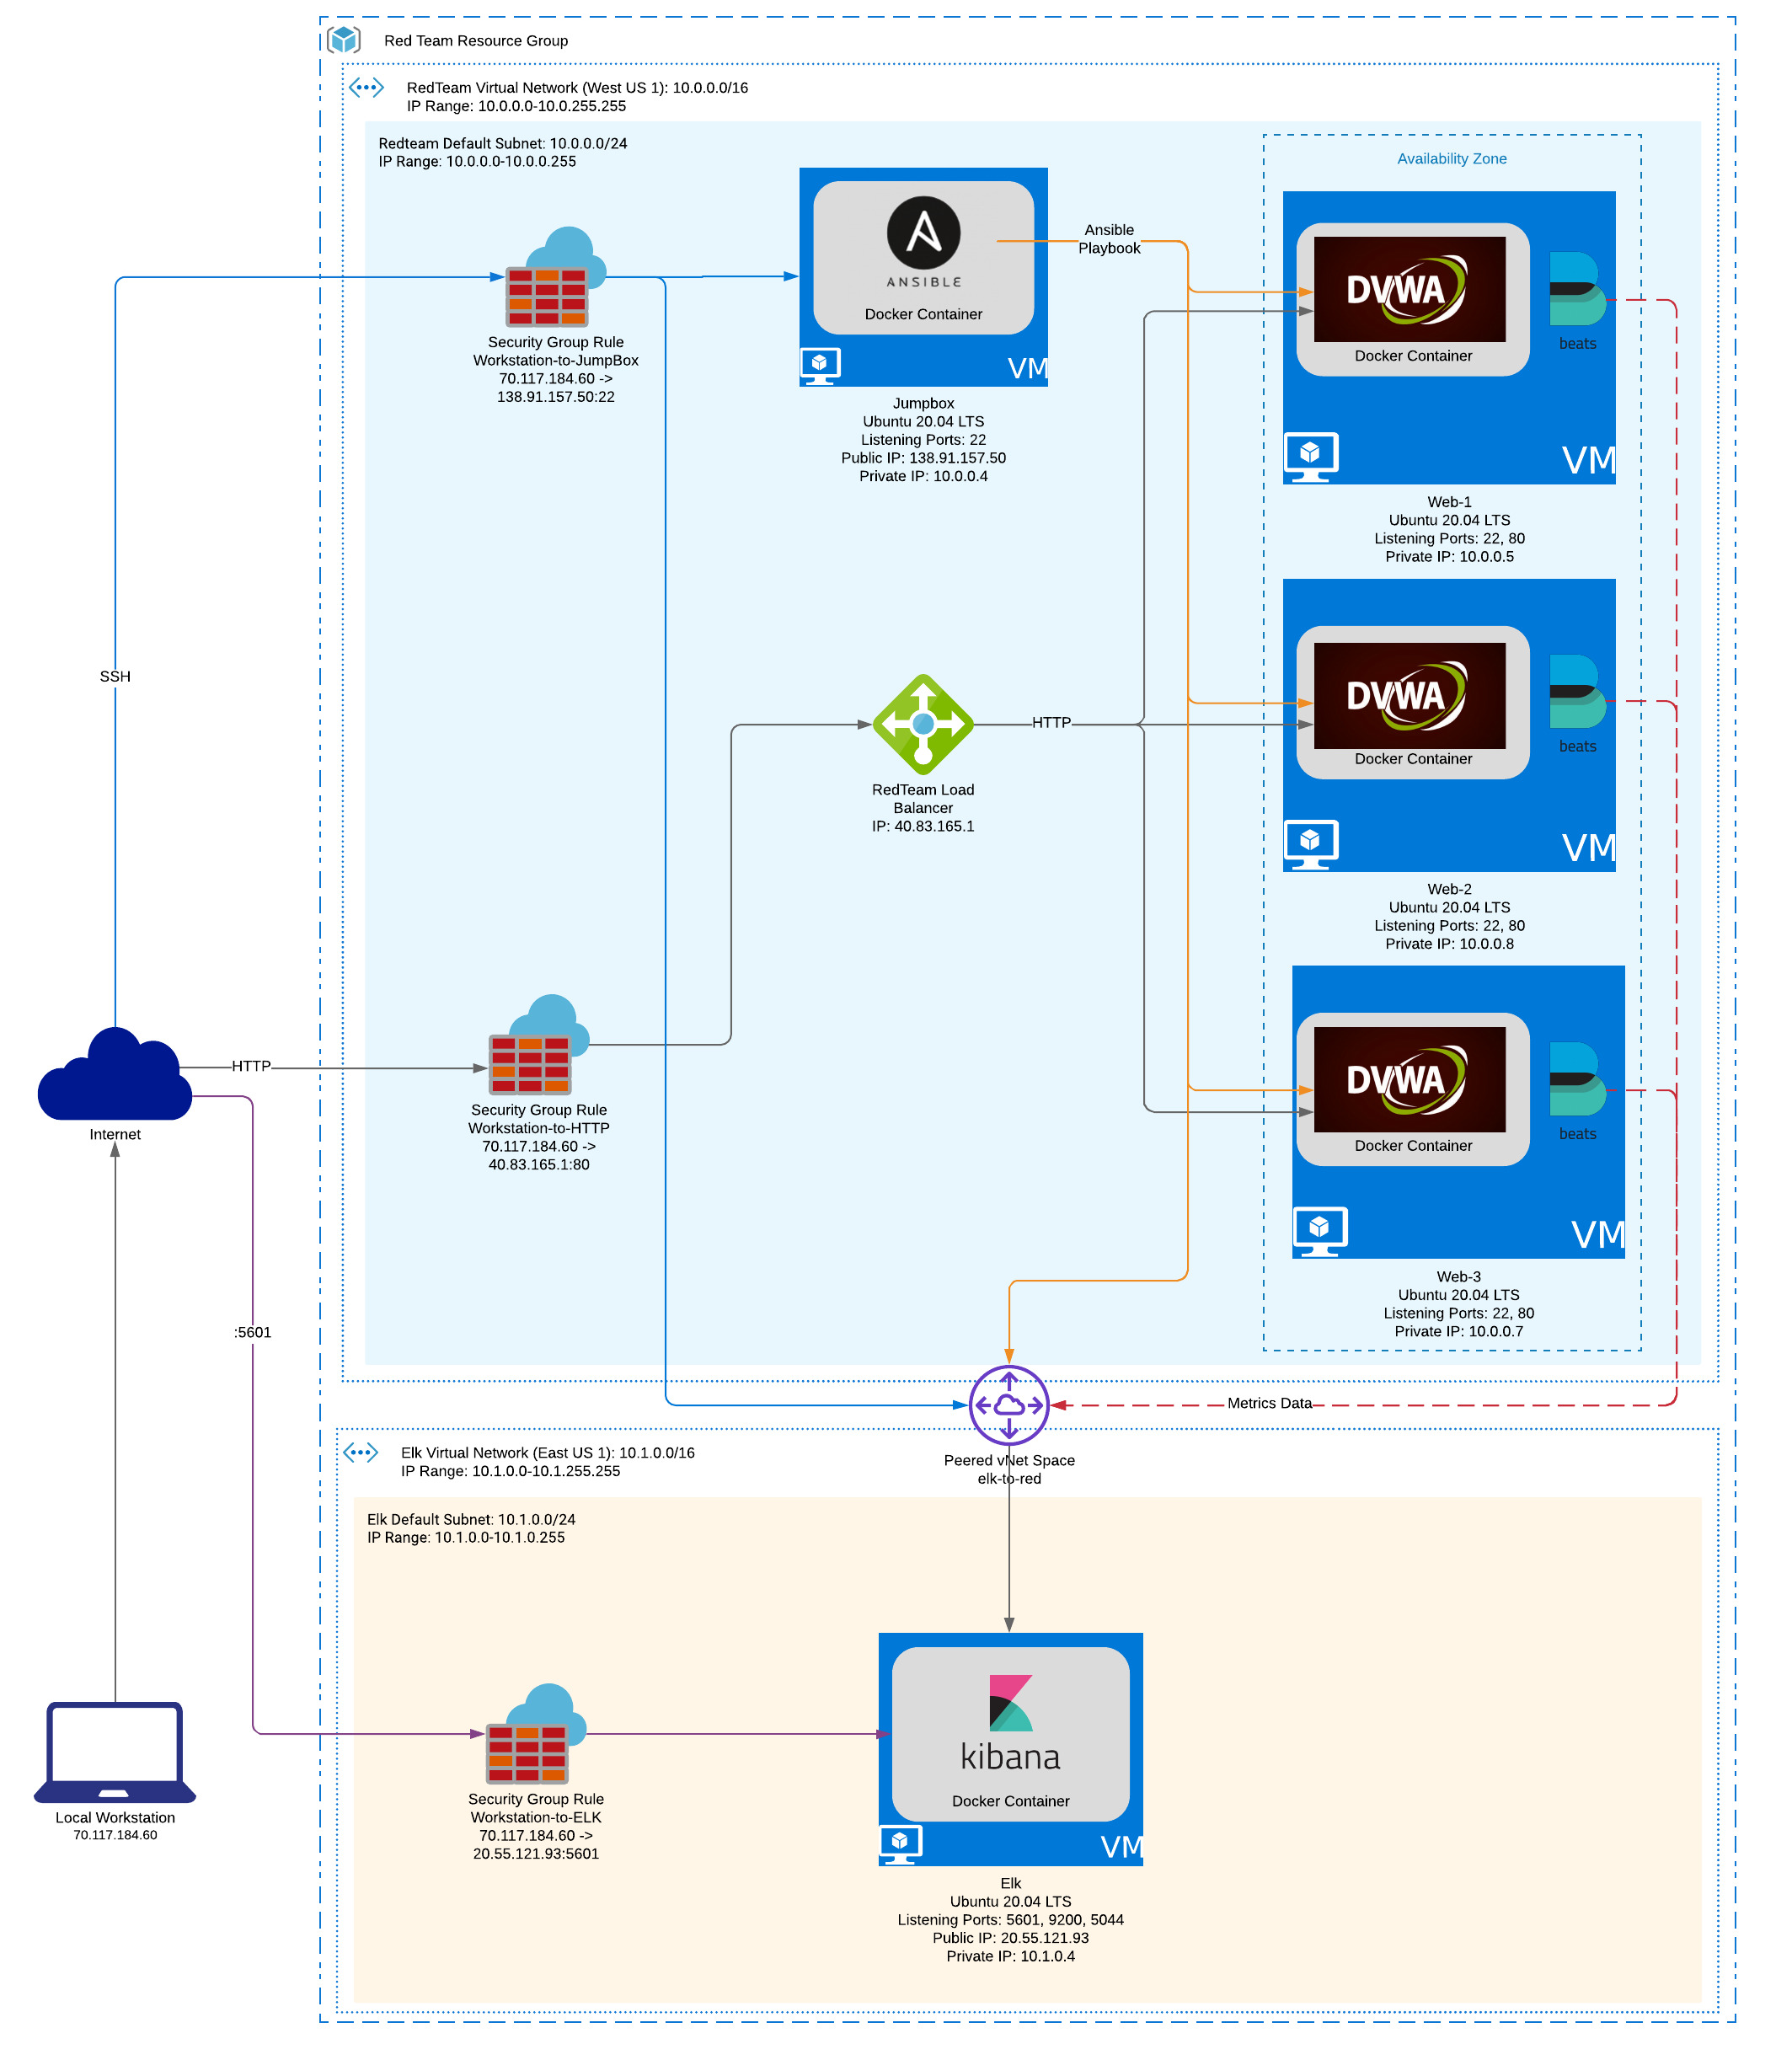 Red Team Resource Group
RedTeam Virtual Network (West US 1): 10.0.0.0/16
IP Range: 10.0.0.0-10.0.255.255
Redteam Default Subnet: 10.0.0.0/24
IP Range: 10.0.0.0-10.0.0.255
Availability Zone
Security Group Rule
Workstation-to-JumpBox
70.117.184.60 ->
138.91.157.50:22
ANSIBLE
Docker Container
VM
Jumpbox
Ubuntu 20.04 LTS
Listening Ports: 22
Public IP: 138.91.157.50
Private IP: 10.0.0.4
Ansible
Playbook
DVWA
Docker Container
beats
VM
Web-1
Ubuntu 20.04 LTS
Listening Ports: 22, 80
Private IP: 10.0.0.5
SSH
RedTeam Load
Balancer
IP: 40.83.165.1
HTTP
DVWA
Docker Container
beats
VM
Web-2
Ubuntu 20.04 LTS
Listening Ports: 22, 80
Private IP: 10.0.0.8
Internet
HTTP
Security Group Rule
Workstation-to-HTTP
70.117.184.60 ->
40.83.165.1:80
DVWA
Docker Container
beats
VM
Web-3
Ubuntu 20.04 LTS
Listening Ports: 22, 80
Private IP: 10.0.0.7
:5601
Metrics Data
Peered vNet Space
elk-to-red
Elk Virtual Network (East US 1): 10.1.0.0/16
IP Range: 10.1.0.0-10.1.255.255
Elk Default Subnet: 10.1.0.0/24
IP Range: 10.1.0.0-10.1.0.255
Local Workstation
70.117.184.60
Security Group Rule
Workstation-to-ELK
70.117.184.60 ->
20.55.121.93:5601
kibana
Docker Container
VM
Elk
Ubuntu 20.04 LTS
Listening Ports: 5601, 9200, 5044
Public IP: 20.55.121.93
Private IP: 10.1.0.4